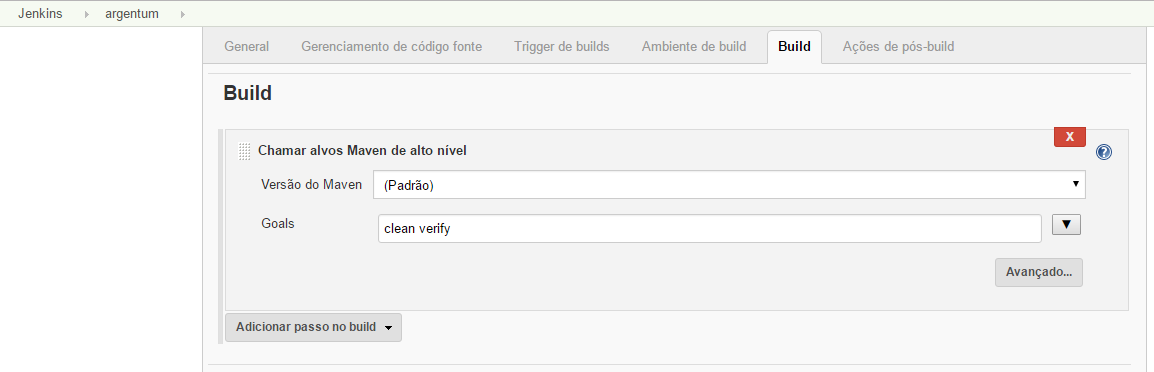 Jenkins argentum
General Gerenciamento de código fonte Trigger de builds Ambiente de build Build Ações de pós-build
Build
X
Chamar alvos Maven de alto nível
?
Versão do Maven (Padrão)
Goals clean verify
Avançado...
Adicionar passo no build